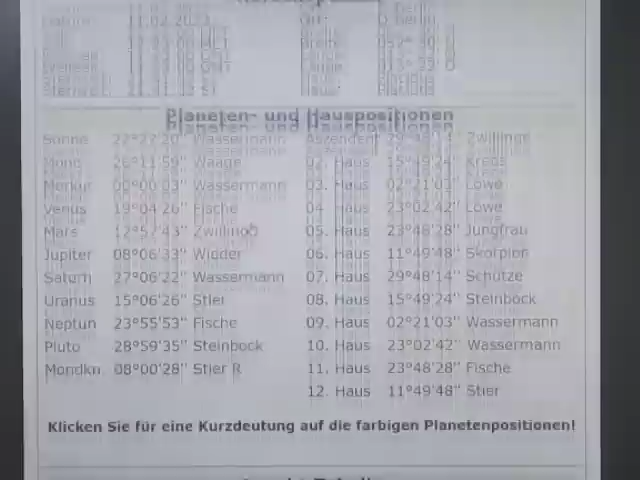 11.02.2023
D Berlin
Planeten- und Hauspositionen
Sonne 22°22'20" Wassermann Aszendent Zwillinge
Mond 26°11'59" Waage 02. Haus 15°49'24" Krebs
Merkur 00°00'03" Wassermann 03. Haus 02°21'03" Löwe
Venus 19°04'26" Fische 04. Haus 23°02'42" Löwe
Mars 12°57'43" Zwillinge 05. Haus 23°48'28" Jungfrau
Jupiter 08°06'33" Widder 06. Haus 11°49'48" Skorpion
Saturn 27°06'22" Wassermann 07. Haus 29°48'14" Schütze
Uranus 15°06'26" Stier 08. Haus 15°49'24" Steinbock
Neptun 23°55'53" Fische 09. Haus 02°21'03" Wassermann
Pluto 28°59'35" Steinbock 10. Haus 23°02'42" Wassermann
Mondkn. 08°00'28" Stier R 11. Haus 23°48'28" Fische
12. Haus 11°49'48" Stier
Klicken Sie für eine Kurzdeutung auf die farbigen Planetenpositionen!